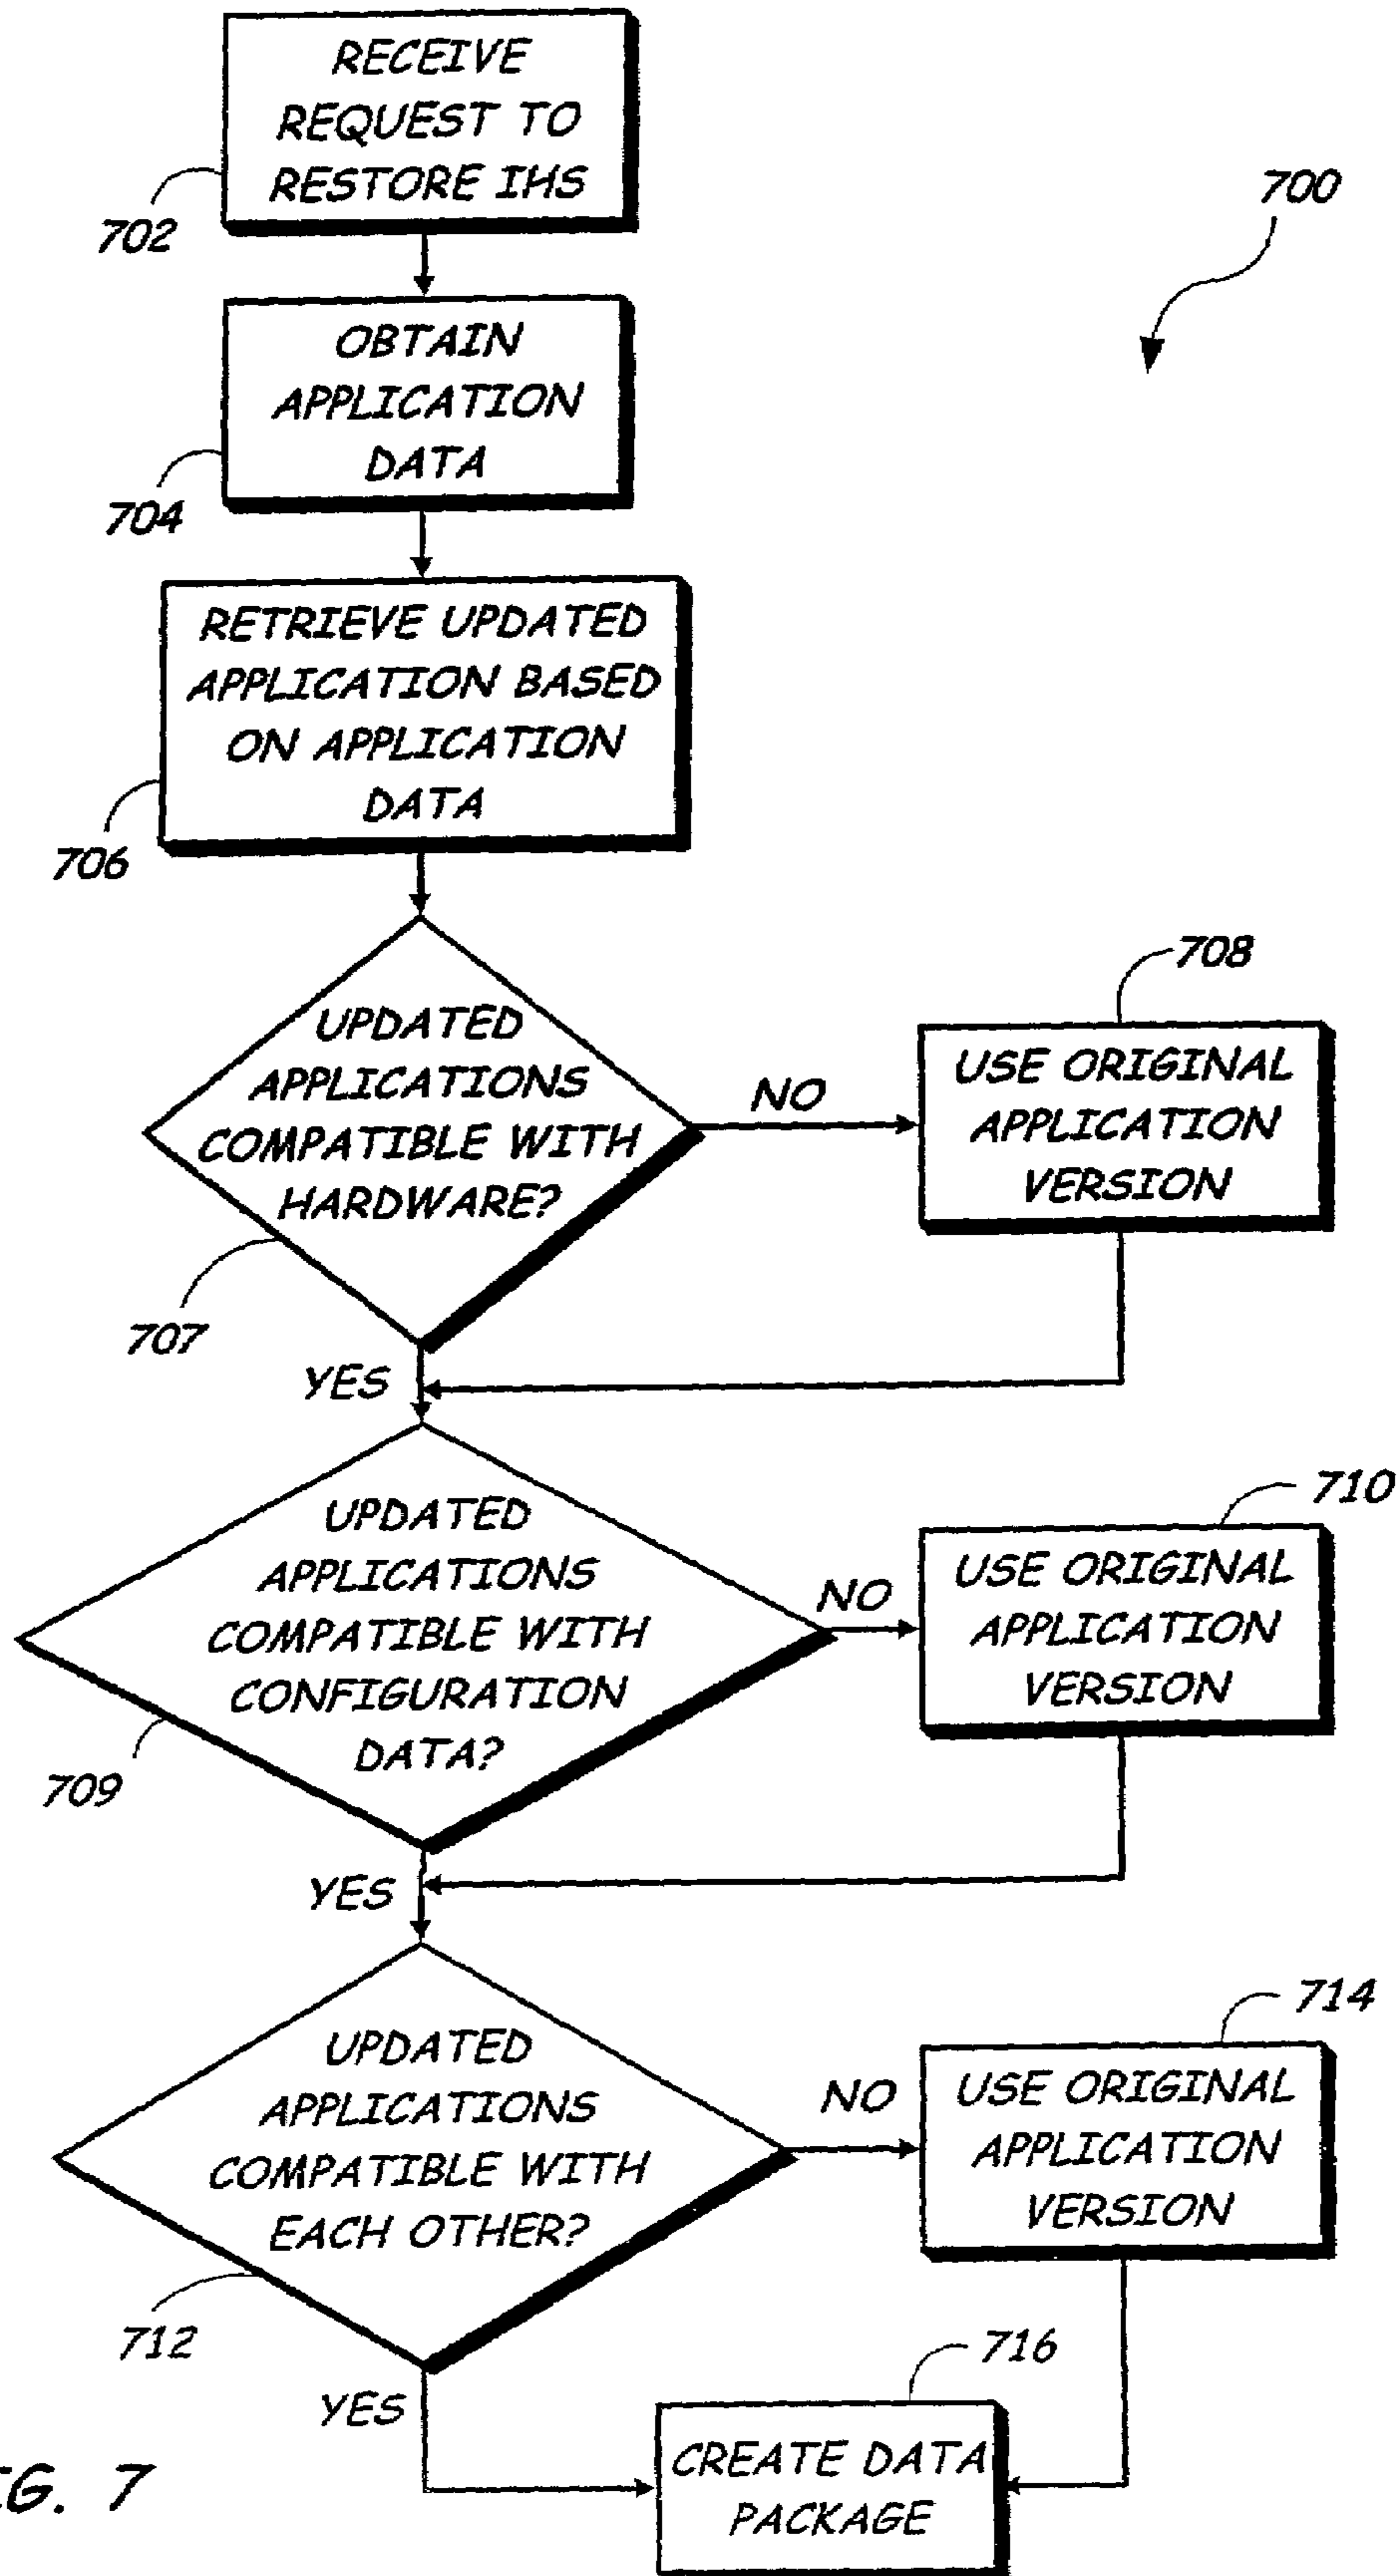 RECEIVE
REQUEST TO
RESTORE IHS
702
700
OBTAIN
APPLICATION
DATA
704
RETRIEVE UPDATED
APPLICATION BASED
ON APPLICATION
DATA
706
UPDATED
APPLICATIONS
COMPATIBLE WITH
HARDWARE?
707
NO
708
USE ORIGINAL
APPLICATION
VERSION
YES
UPDATED
APPLICATIONS
COMPATIBLE WITH
CONFIGURATION
DATA?
709
NO
710
USE ORIGINAL
APPLICATION
VERSION
YES
UPDATED
APPLICATIONS
COMPATIBLE WITH
EACH OTHER?
712
NO
714
USE ORIGINAL
APPLICATION
VERSION
YES
716
CREATE DATA
PACKAGE
IG. 7